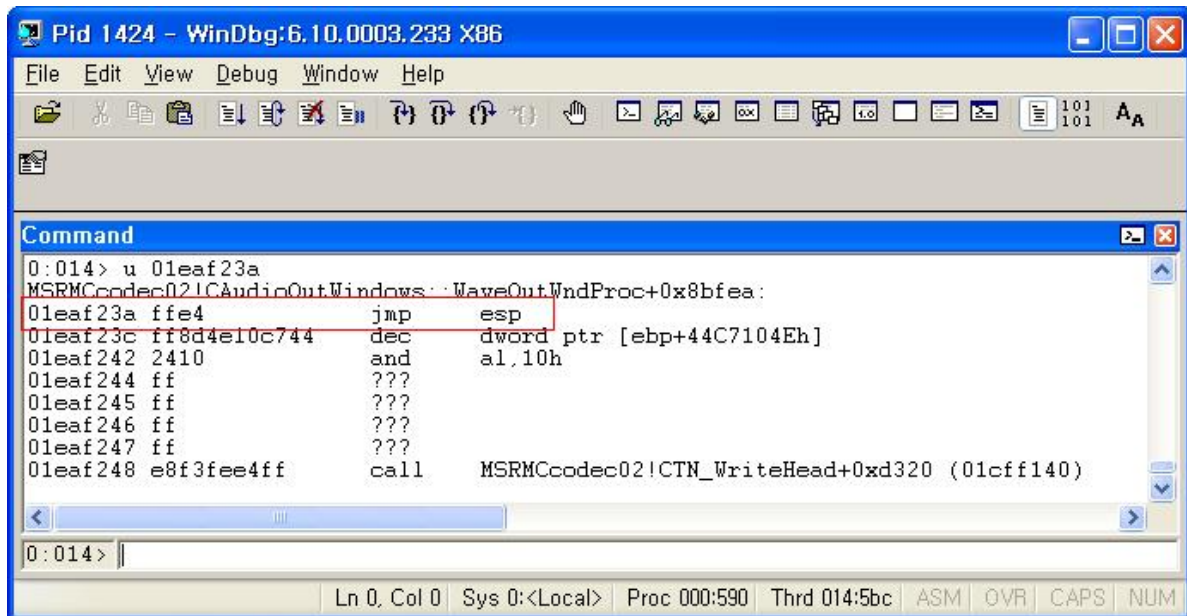 Pid 1424 - WinDbg:6.10.0003.233 X86
File Edit View Debug Window Help
Command
0:014> u 01eaf23a
MSRMCcodec02!CAudioOutWindows::WaveOutWndProc+0x8bfea:
01eaf23a ffe4 jmp esp
01eaf23c ff8d4e10c744 dec dword ptr [ebp+44C7104Eh]
01eaf242 2410 and al,10h
01eaf244 ff ???
01eaf245 ff ???
01eaf246 ff ???
01eaf247 ff ???
01eaf248 e8f3fee4ff call MSRMCcodec02!CTN_WriteHead+0xd320 (01cff140)
0:014>
Ln 0, Col 0 Sys 0:<Local> Proc 000:590 Thrd 014:5bc ASM OVR CAPS NUM